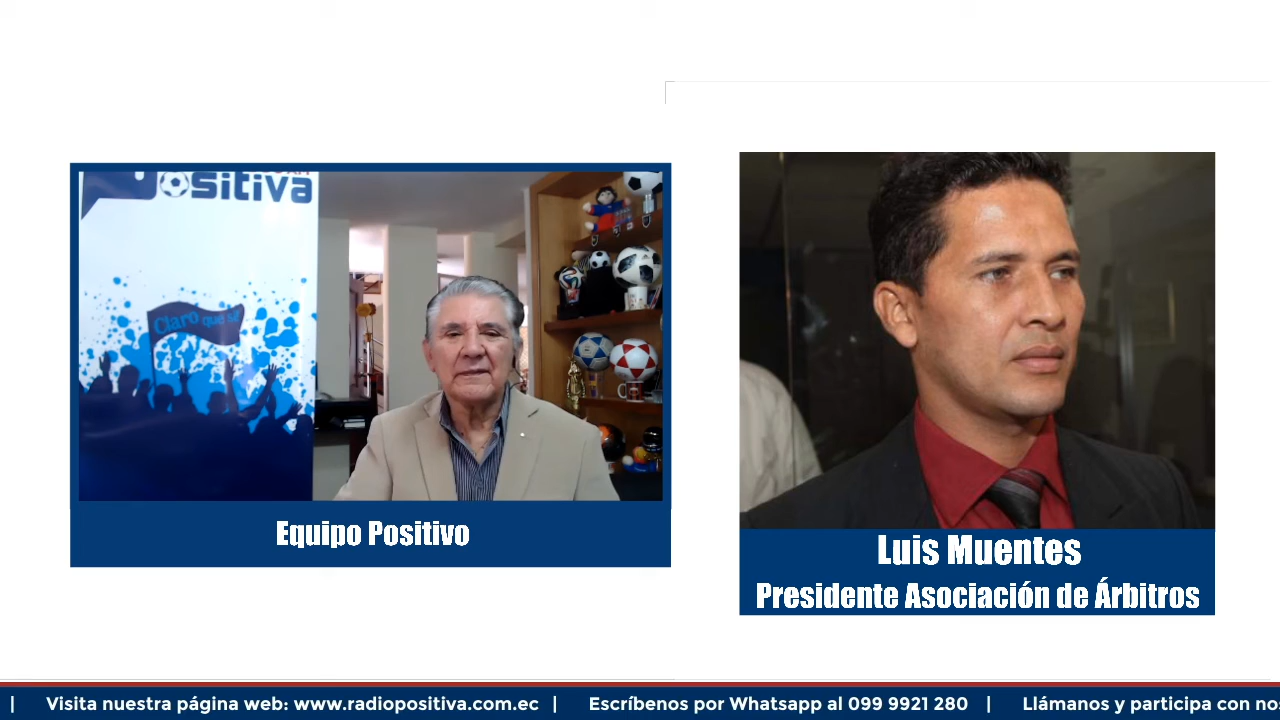 ositiva
Claro que sí
Equipo Positivo
Luis Muentes
Presidente Asociación de Árbitros
| Visita nuestra página web: www.radiopositiva.com.ec | Escríbenos por Whatsapp al 099 9921 280 | Llámanos y participa con no